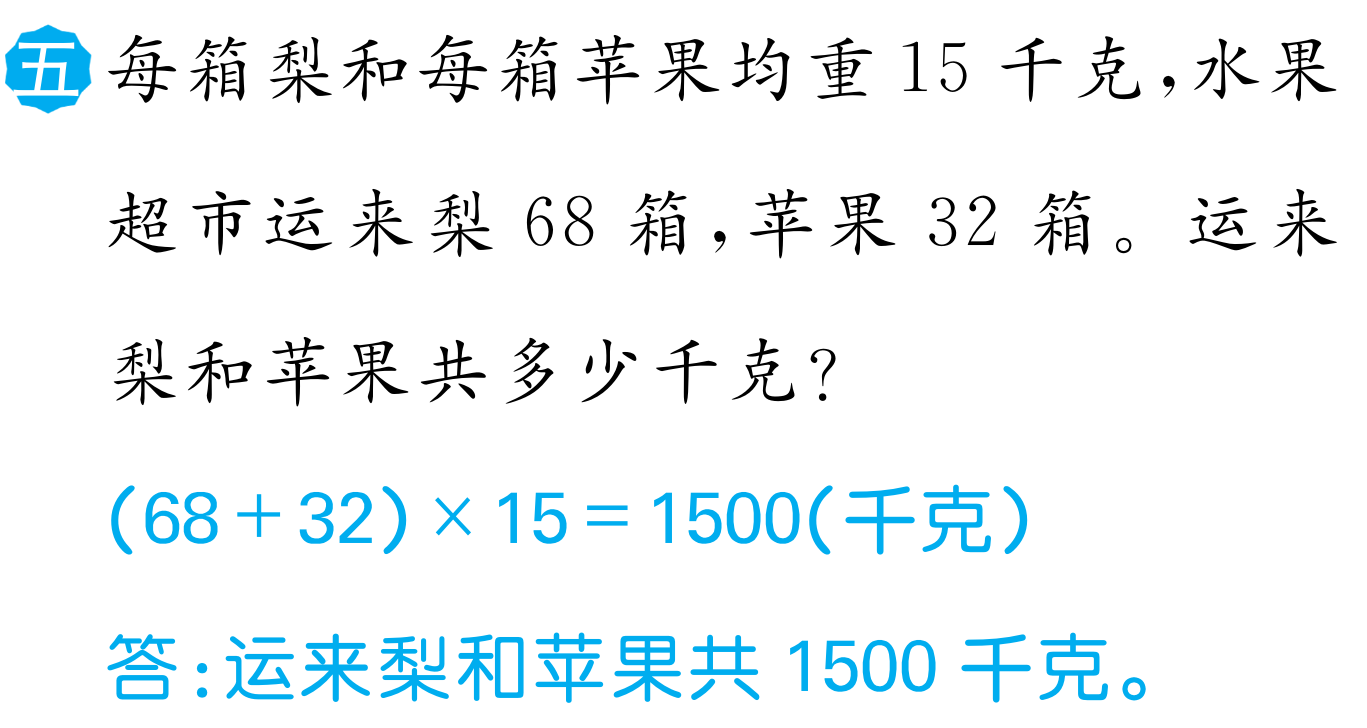 五 每箱梨和每箱苹果均重15千克,水果
超市运来梨68箱,苹果32箱。运来
梨和苹果共多少千克?
(68+32)×15=1500(千克)
答:运来梨和苹果共1500千克。